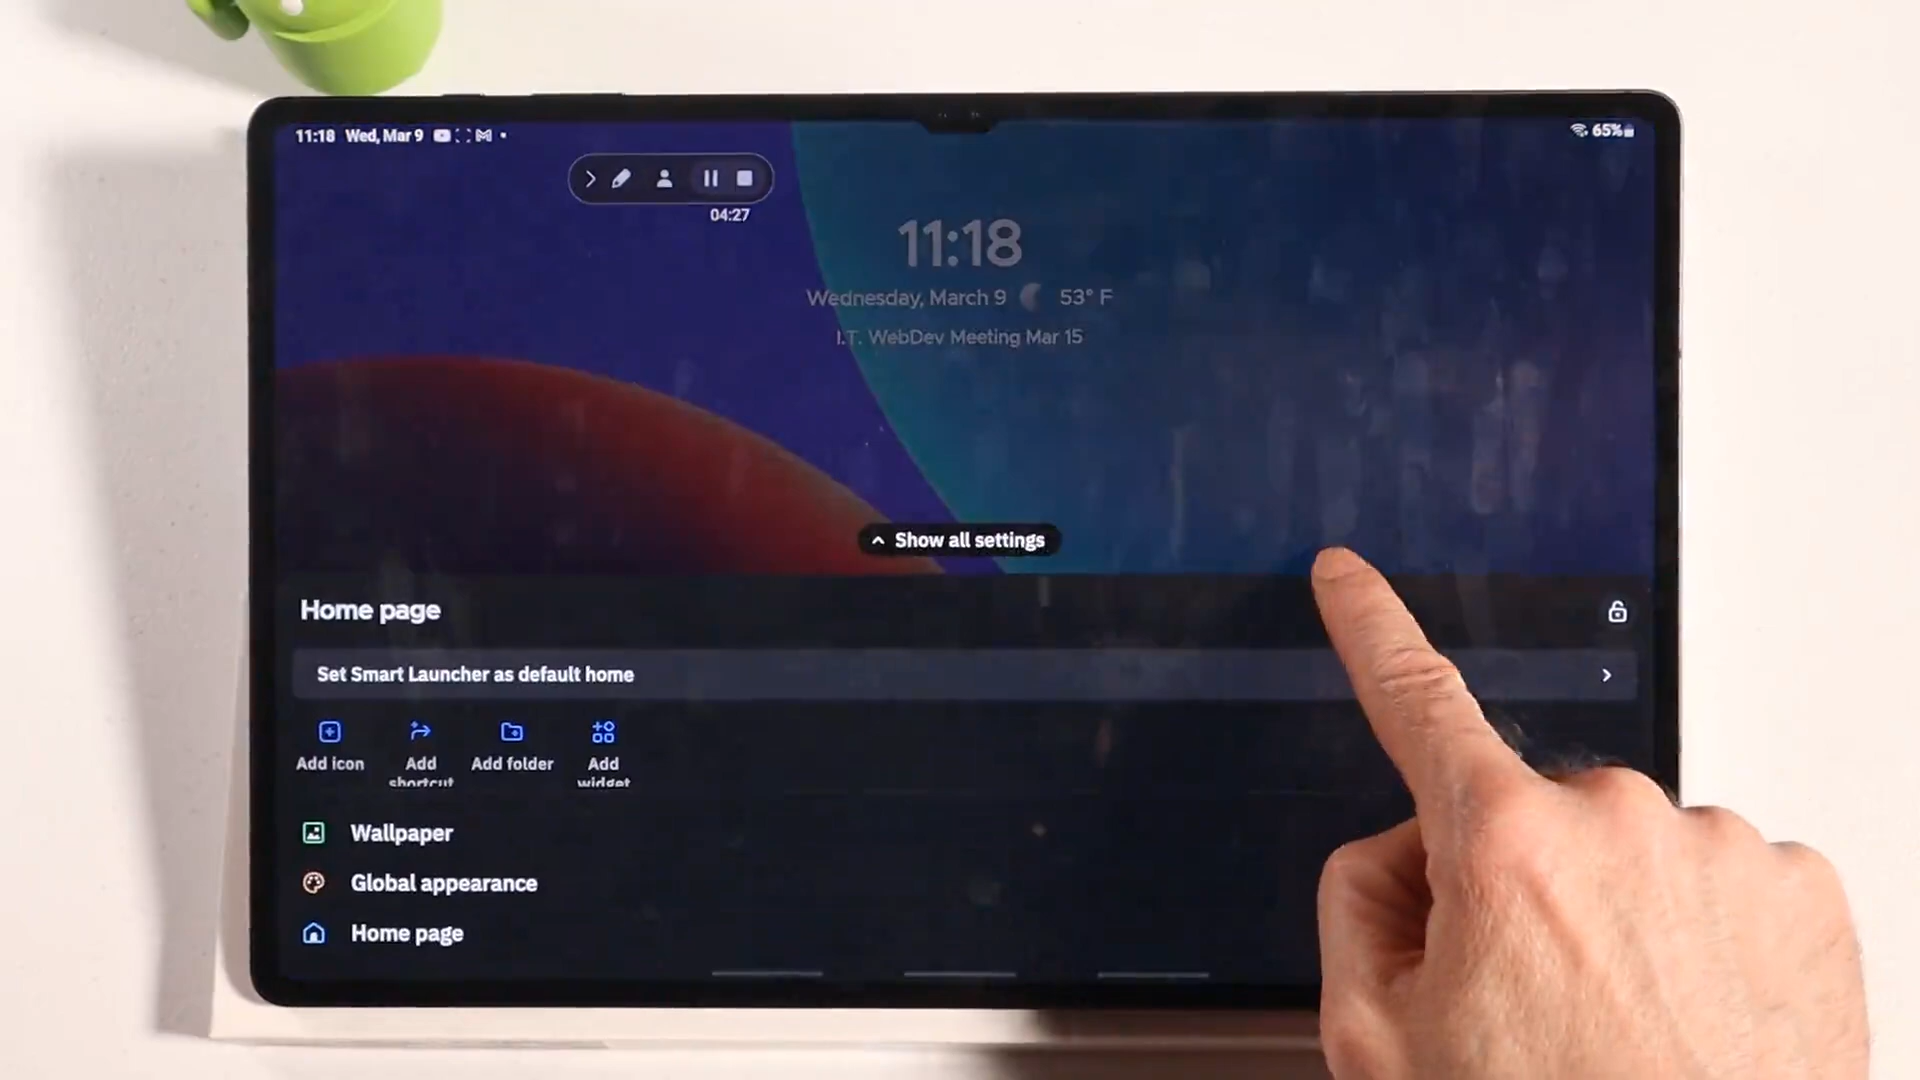 11:18 Wed, Mar 9
65%
04:27
11:18
Wednesday, March 9 53° F
I.T. WebDev Meeting Mar 15
Show all settings
Home page
Set Smart Launcher as default home
Add icon
Add shortcut
Add folder
Add widget
Wallpaper
Global appearance
Home page